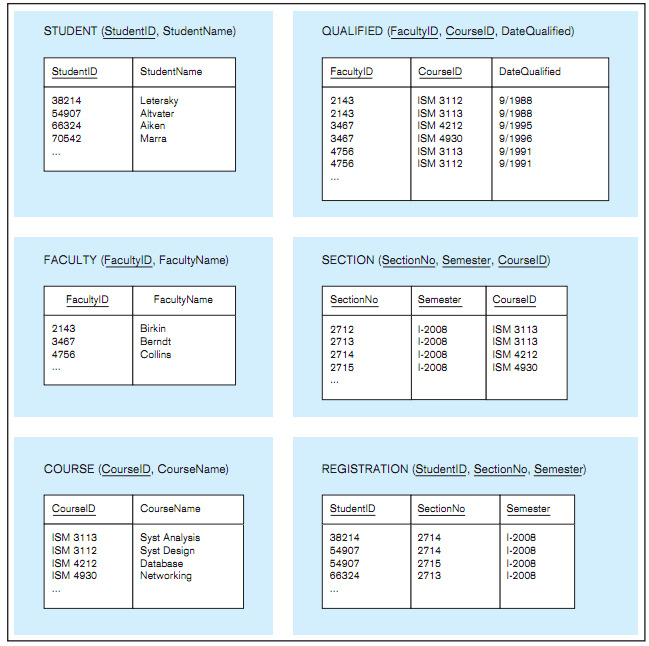 STUDENT (StudentID, StudentName)
StudentID StudentName
38214 Letersky
54907 Altvater
66324 Aiken
70542 Marra
...
QUALIFIED (FacultyID, CourseID, DateQualified)
FacultyID CourseID DateQualified
2143 ISM 3112 9/1988
2143 ISM 3113 9/1988
3467 ISM 4212 9/1995
3467 ISM 4930 9/1996
4756 ISM 3113 9/1991
4756 ISM 3112 9/1991
...
FACULTY (FacultyID, FacultyName)
FacultyID FacultyName
2143 Birkin
3467 Berndt
4756 Collins
...
SECTION (SectionNo, Semester, CourseID)
SectionNo Semester CourseID
2712 I-2008 ISM 3113
2713 I-2008 ISM 3113
2714 I-2008 ISM 4212
2715 I-2008 ISM 4930
...
COURSE (CourseID, CourseName)
CourseID CourseName
ISM 3113 Syst Analysis
ISM 3112 Syst Design
ISM 4212 Database
ISM 4930 Networking
...
REGISTRATION (StudentID, SectionNo, Semester)
StudentID SectionNo Semester
38214 2714 I-2008
54907 2714 I-2008
54907 2715 I-2008
66324 2713 I-2008
...